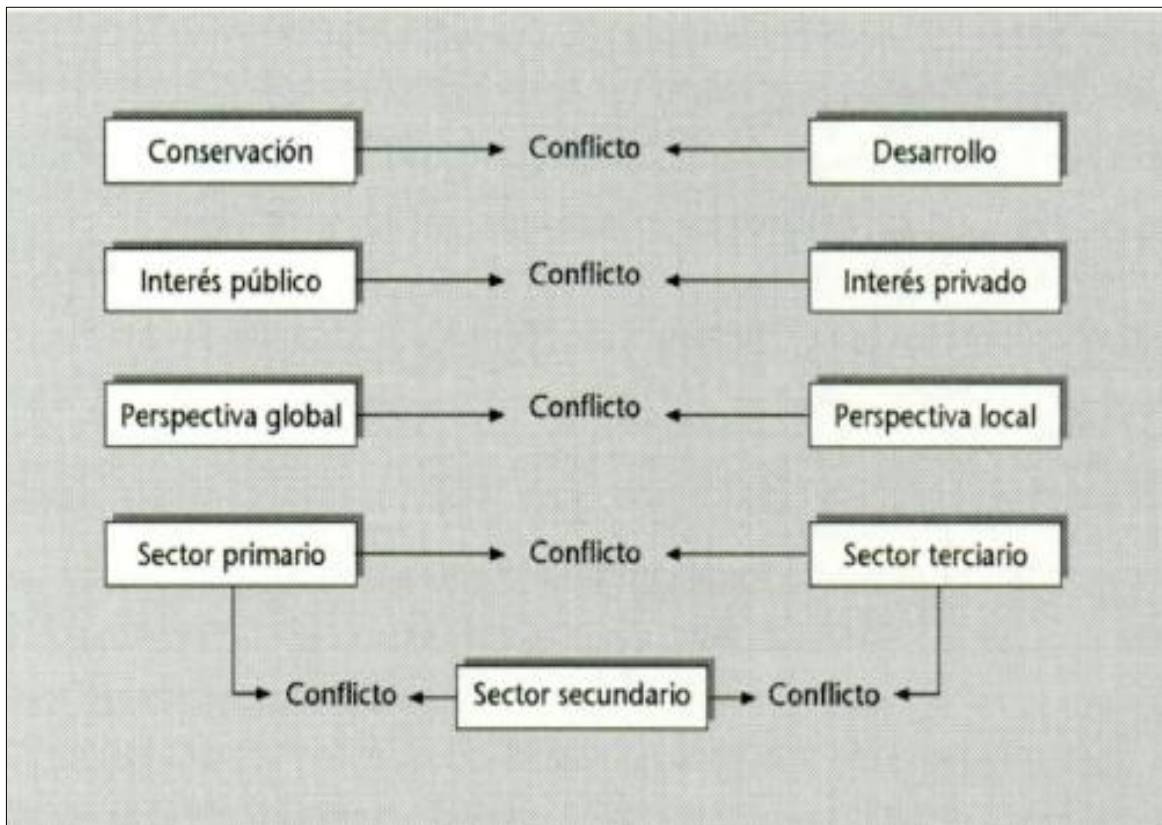 Conservación Conflicto Desarrollo
Interés público Conflicto Interés privado
Perspectiva global Conflicto Perspectiva local
Sector primario Conflicto Sector terciario
Conflicto Sector secundario Conflicto